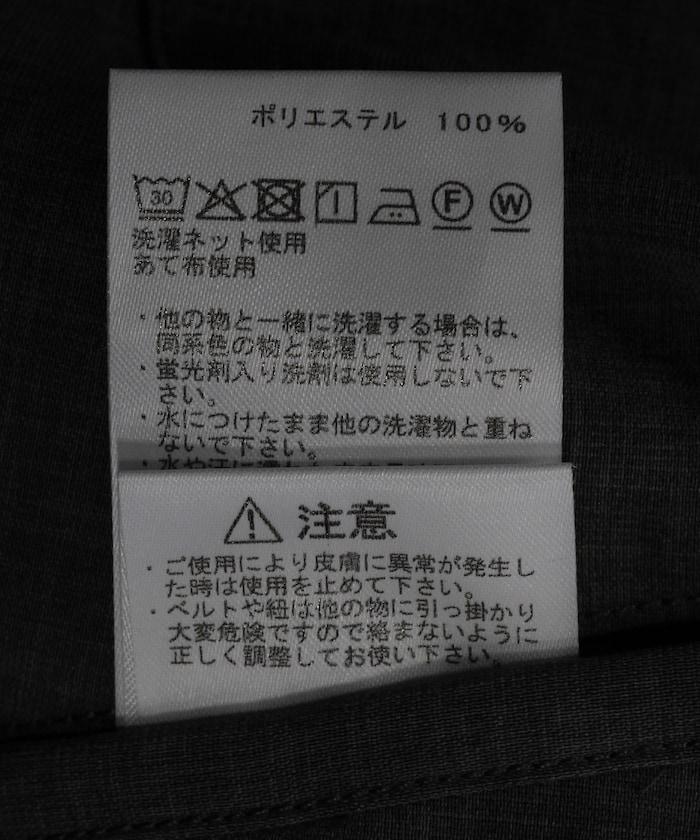 ポリエステル 100%
30 F W
洗濯ネット使用
あて布使用
・他の物と一緒に洗濯する場合は、
同系色の物と洗濯して下さい。
・蛍光剤入り洗剤は使用しないで下
さい。
・水につけたまま他の洗濯物と重ね
ないで下さい。
・水や汗に
注意
・ご使用により皮膚に異常が発生し
た時は使用を止めて下さい。
・ベルトや紐は他の物に引っ掛かり
大変危険ですので絡まないように
正しく調整してお使い下さい。